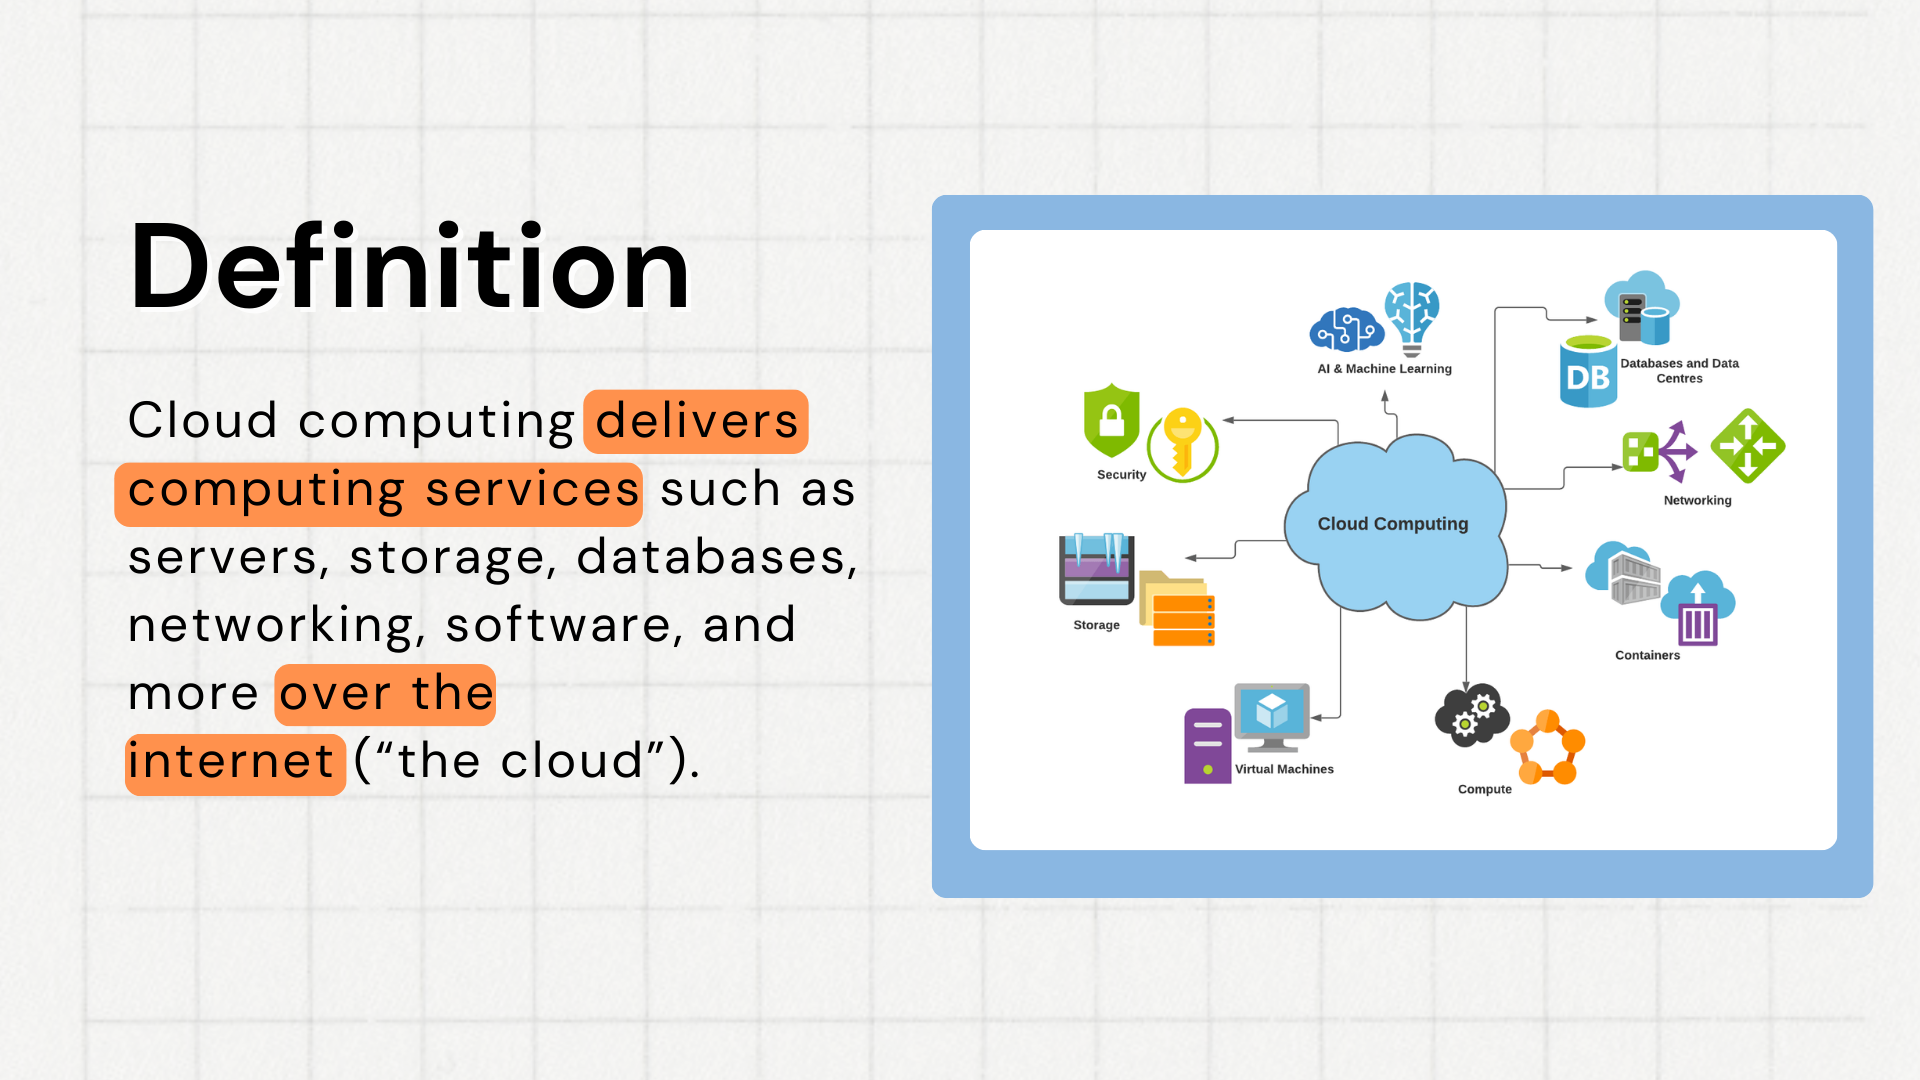 Definition
Cloud computing delivers
computing services such as
servers, storage, databases,
networking, software, and
more over the
internet (“the cloud”).
AI & Machine Learning
Databases and Data
Centres
DB
Security
Networking
Cloud Computing
Storage
Containers
Virtual Machines
Compute